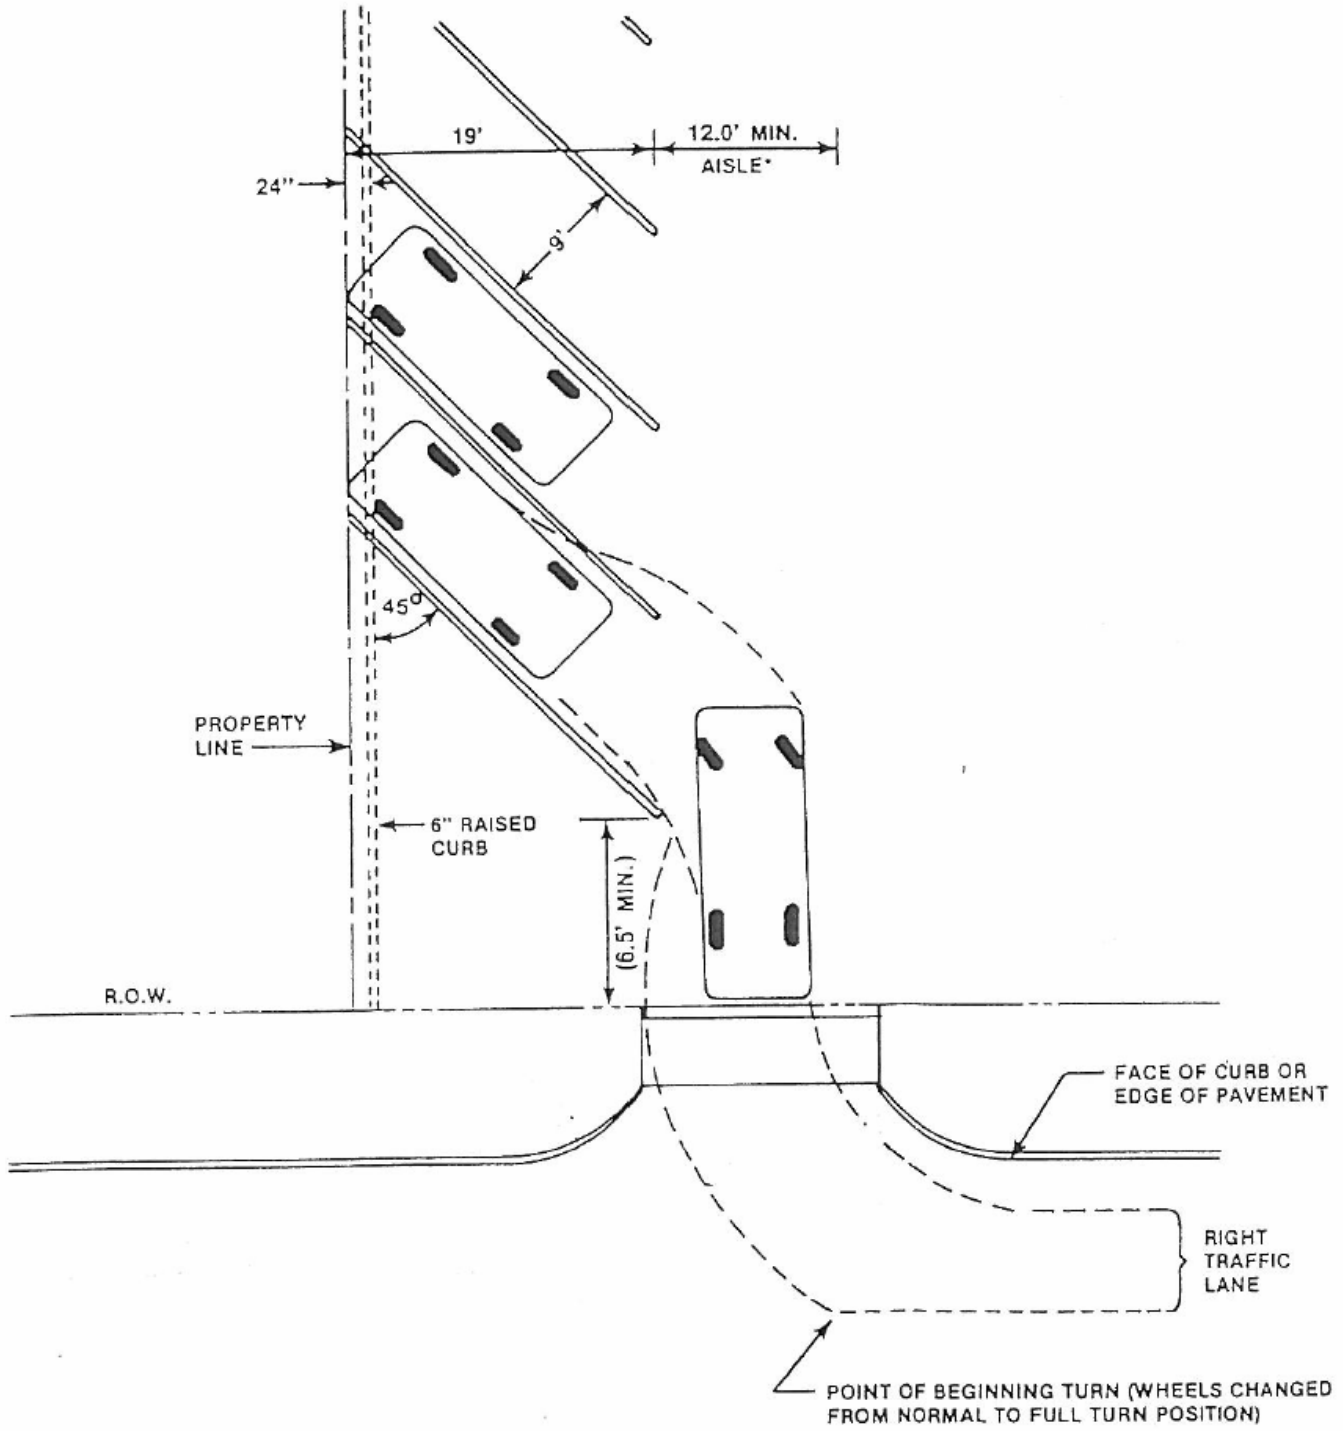 19'
12.0' MIN.
AISLE*
24"
9'
45°
PROPERTY
LINE
6" RAISED
CURB
(6.5' MIN.)
R.O.W.
FACE OF CURB OR
EDGE OF PAVEMENT
RIGHT
TRAFFIC
LANE
POINT OF BEGINNING TURN (WHEELS CHANGED
FROM NORMAL TO FULL TURN POSITION)